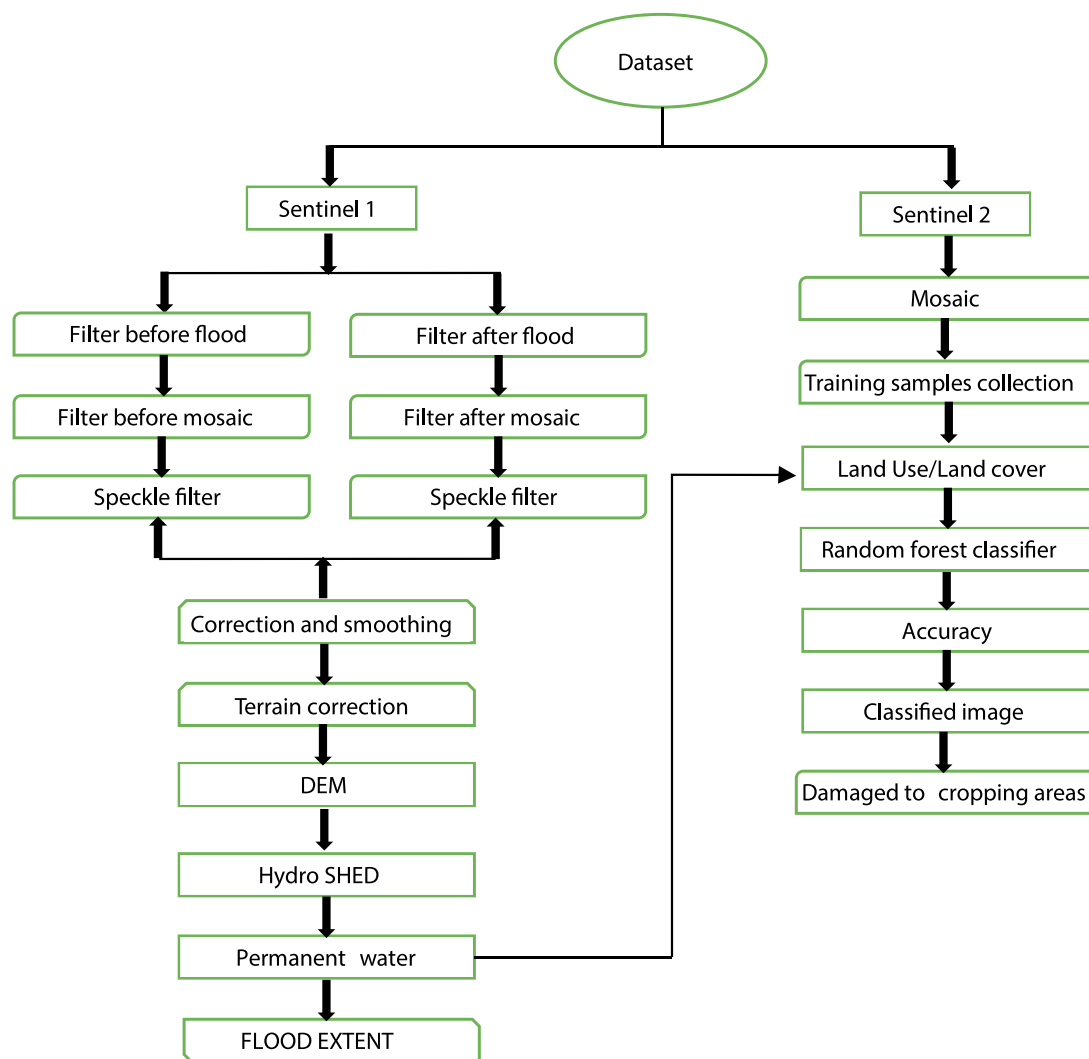 Dataset
Sentinel 1
Sentinel 2
Filter before flood
Filter after flood
Filter before mosaic
Filter after mosaic
Speckle filter
Speckle filter
Correction and smoothing
Terrain correction
DEM
Hydro SHED
Permanent water
FLOOD EXTENT
Mosaic
Training samples collection
Land Use/Land cover
Random forest classifier
Accuracy
Classified image
Damaged to cropping areas